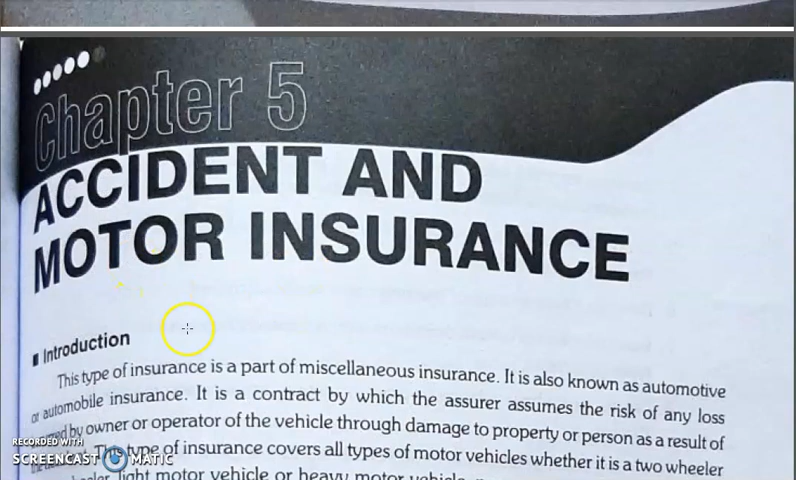 Chapter 5
ACCIDENT AND
MOTOR INSURANCE
■ Introduction
This type of insurance is a part of miscellaneous insurance. It is also known as automotive
or automobile insurance. It is a contract by which the assurer assumes the risk of any loss
by owner or operator of the vehicle through damage to property or person as a result of
This type of insurance covers all types of motor vehicles whether it is a two wheeler
light motor vehicle or heavy motor vehicle
RECORDED WITH
SCREENCAST MATIC